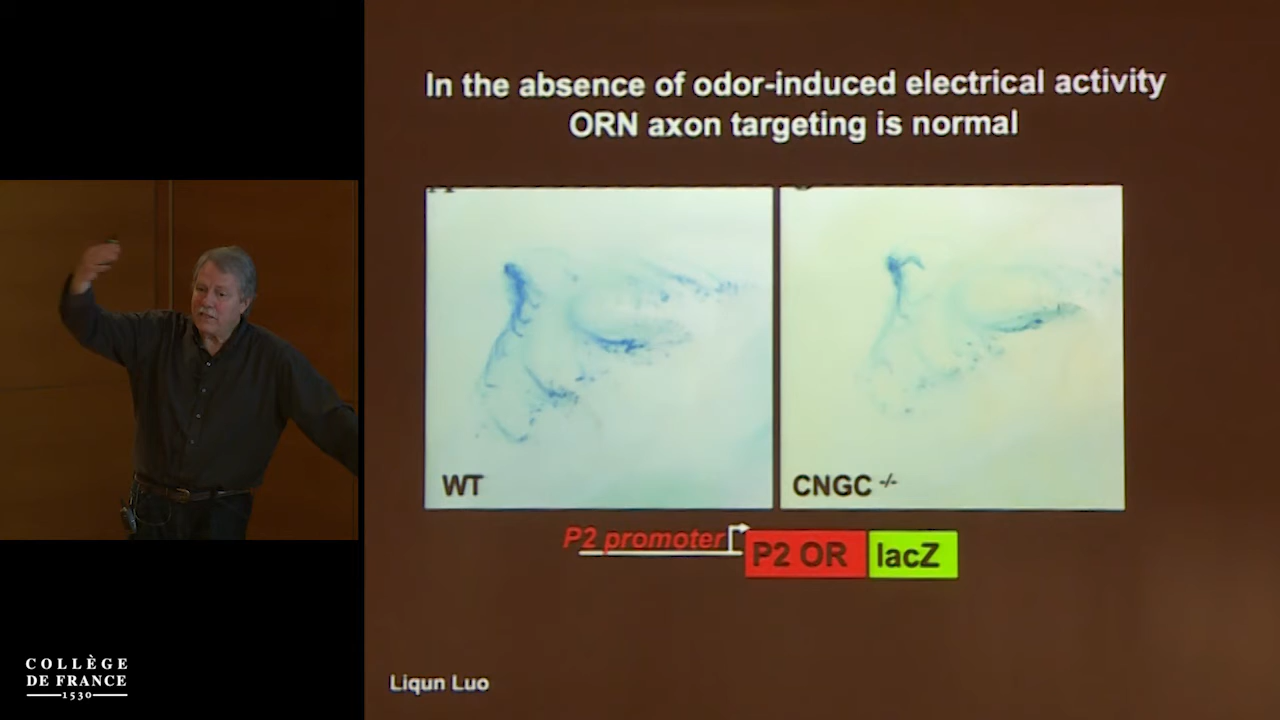 In the absence of odor-induced electrical activity
ORN axon targeting is normal
WT
CNGC -/-
P2 promoter
P2 OR
lacZ
Liqun Luo
COLLÈGE
DE FRANCE
1530